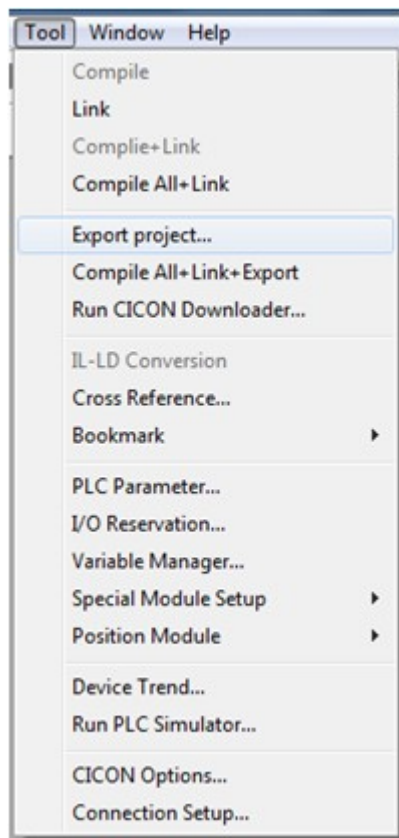 Tool Window Help
Compile
Link
Complie+Link
Compile All+Link
Export project...
Compile All+Link+Export
Run CICON Downloader...
IL-LD Conversion
Cross Reference...
Bookmark
PLC Parameter...
I/O Reservation...
Variable Manager...
Special Module Setup
Position Module
Device Trend...
Run PLC Simulator...
CICON Options...
Connection Setup...